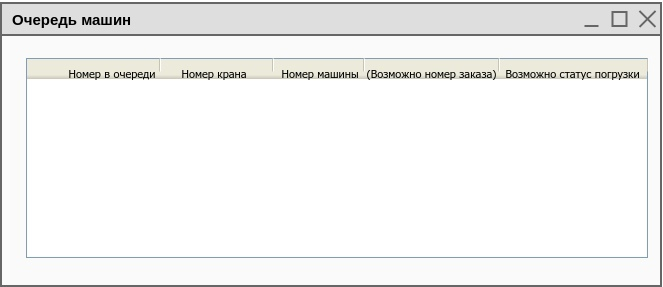 Очередь машин
Номер в очереди Номер крана Номер машины (Возможно номер заказа) Возможно статус погрузки